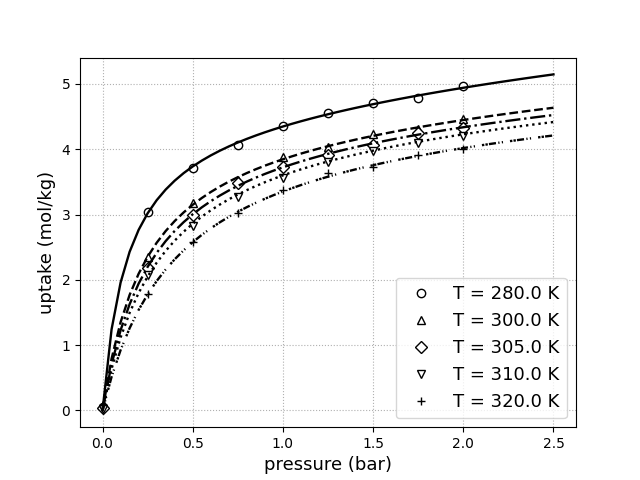 5
4
3
2
1
0
uptake (mol/kg)
T = 280.0 K
T = 300.0 K
T = 305.0 K
T = 310.0 K
T = 320.0 K
0.0 0.5 1.0 1.5 2.0 2.5
pressure (bar)